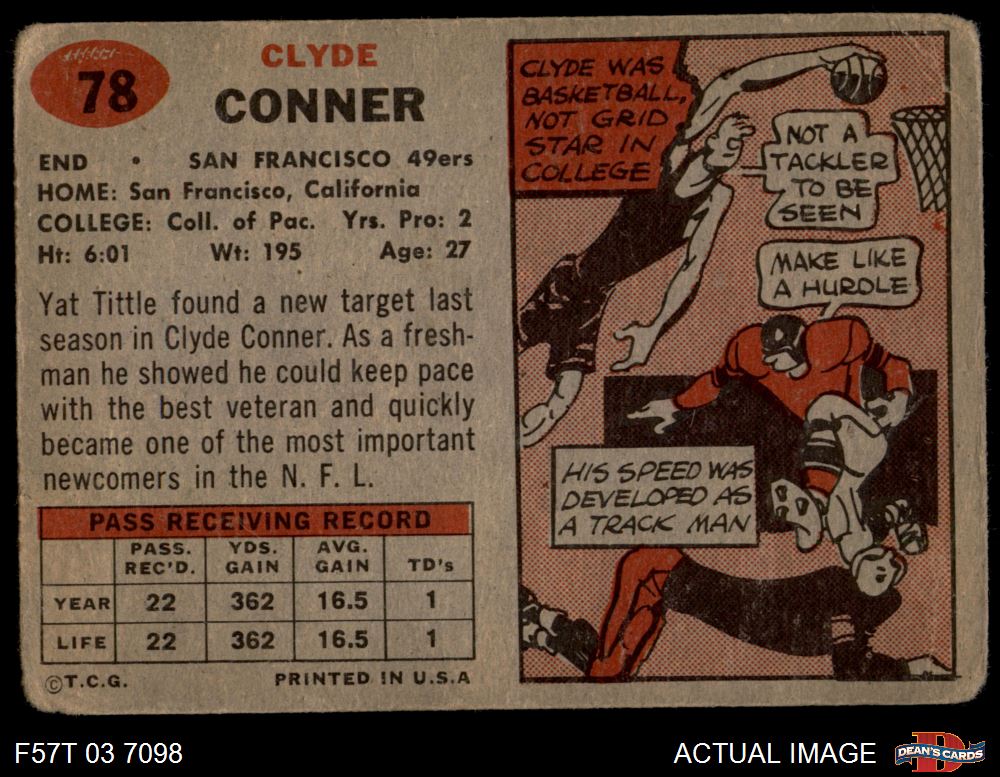 78
CLYDE
CONNER
END • SAN FRANCISCO 49ers
HOME: San Francisco, California
COLLEGE: Coll. of Pac. Yrs. Pro: 2
Ht: 6:01 Wt: 195 Age: 27
Yat Tittle found a new target last
season in Clyde Conner. As a fresh-
man he showed he could keep pace
with the best veteran and quickly
became one of the most important
newcomers in the N. F. L.
PASS RECEIVING RECORD
PASS. REC'D. YDS. GAIN AVG. GAIN TD's
YEAR 22 362 16.5 1
LIFE 22 362 16.5 1
©T.C.G. PRINTED IN U.S.A
CLYDE WAS
BASKETBALL,
NOT GRID
STAR IN
COLLEGE
NOT A
TACKLER
TO BE
SEEN
MAKE LIKE
A HURDLE
HIS SPEED WAS
DEVELOPED AS
A TRACK MAN
F57T 03 7098
ACTUAL IMAGE
D
DEAN'S CARDS